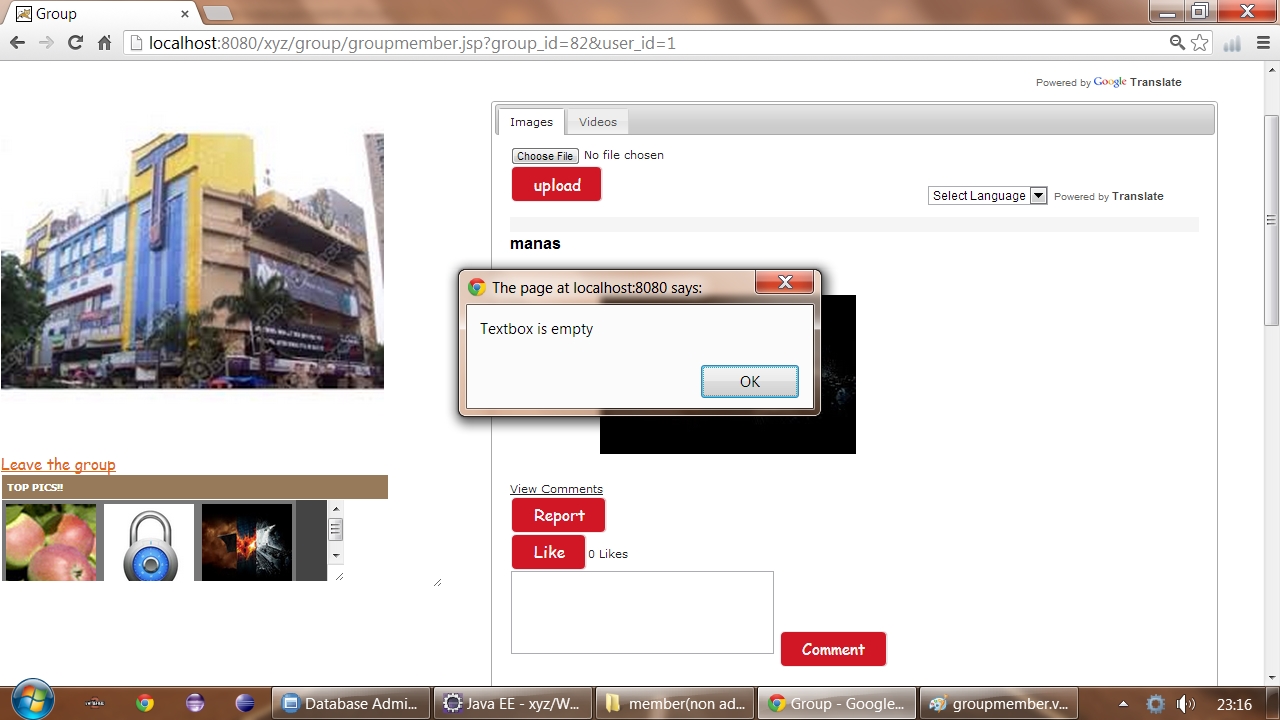 Group
localhost:8080/xyz/group/groupmember.jsp?group_id=82&user_id=1
Powered by Google Translate
Images Videos
Choose File No file chosen
upload
Select Language Powered by Translate
manas
The page at localhost:8080 says:
Textbox is empty
OK
Leave the group
TOP PICS!!
View Comments
Report
Like 0 Likes
Comment
Database Admi...
Java EE - xyz/W...
member(non ad...
Group - Google...
groupmember.v...
23:16